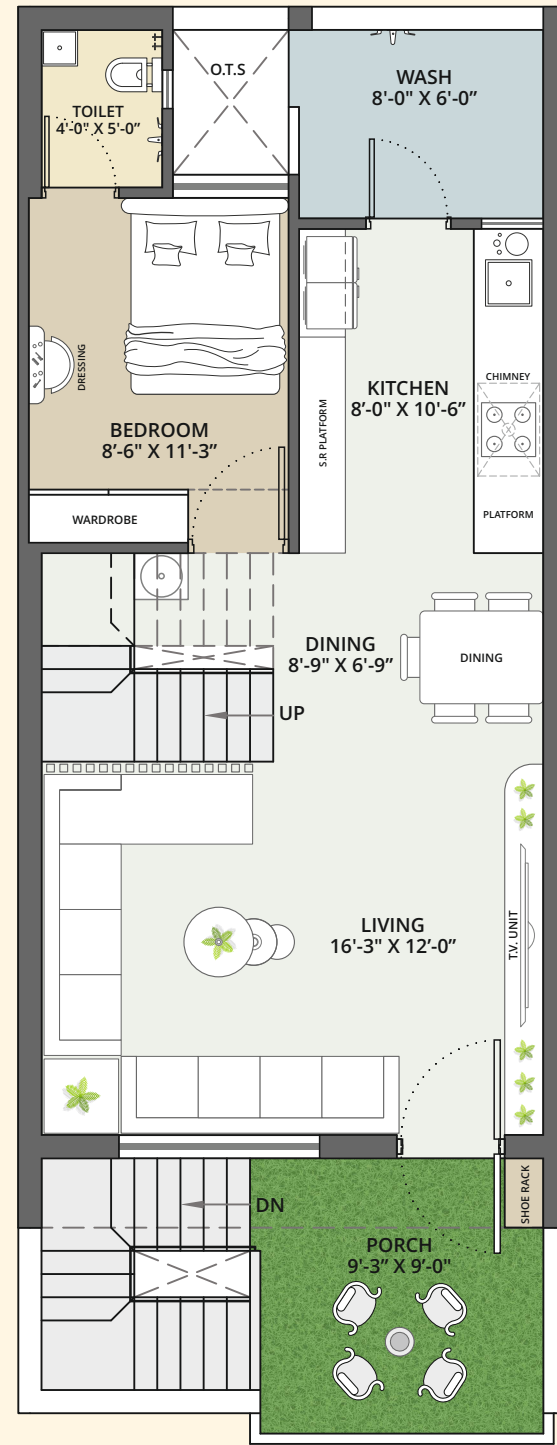 O.T.S
WASH
8'-0" X 6'-0"
TOILET
4'-0" X 5'-0”
DRESSING
BEDROOM
8’-6" X 11'-3”
WARDROBE
S.R PLATFORM
KITCHEN
8'-0" X 10'-6"
CHIMNEY
PLATFORM
DINING
8'-9" X 6'-9”
DINING
UP
LIVING
16'-3" X 12’-0”
T.V. UNIT
DN
SHOE RACK
PORCH
9'-3” X 9'-0"